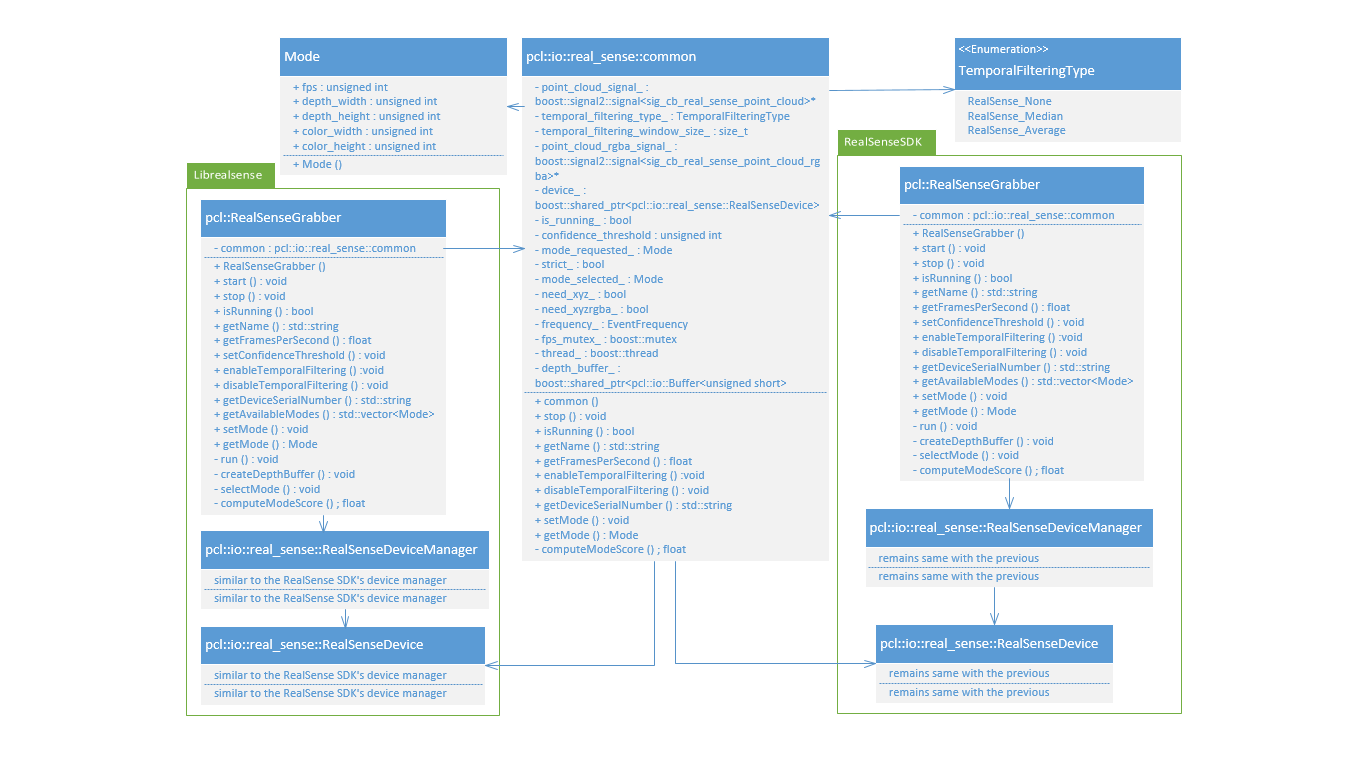 Mode
+ fps : unsigned int
+ depth_width : unsigned int
+ depth_height : unsigned int
+ color_width : unsigned int
+ color_height : unsigned int
+ Mode ()
pcl::io::real_sense::common
- point_cloud_signal_ :
boost::signal2::signal<sig_cb_real_sense_point_cloud>*
- temporal_filtering_type_ : TemporalFilteringType
- temporal_filtering_window_size_ : size_t
- point_cloud_rgba_signal_ :
boost::signal2::signal<sig_cb_real_sense_point_cloud_rg
ba>*
- device_ :
boost::shared_ptr<pcl::io::real_sense::RealSenseDevice>
- is_running_ : bool
- confidence_threshold : unsigned int
- mode_requested_ : Mode
- strict_ : bool
- mode_selected_ : Mode
- need_xyz_ : bool
- need_xyzrgba_ : bool
- frequency_ : EventFrequency
- fps_mutex_ : boost::mutex
- thread_ : boost::thread
- depth_buffer_ :
boost::shared_ptr<pcl::io::Buffer<unsigned short>
+ common ()
+ stop () : void
+ isRunning () : bool
+ getName () : std::string
+ getFramesPerSecond () : float
+ enableTemporalFiltering () :void
+ disableTemporalFiltering () : void
+ getDeviceSerialNumber () : std::string
+ setMode () : void
+ getMode () : Mode
- computeModeScore () ; float
<<Enumeration>>
TemporalFilteringType
RealSense_None
RealSense_Median
RealSense_Average
Librealsense
pcl::RealSenseGrabber
- common : pcl::io::real_sense::common
+ RealSenseGrabber ()
+ start () : void
+ stop () : void
+ isRunning () : bool
+ getName () : std::string
+ getFramesPerSecond () : float
+ setConfidenceThreshold () : void
+ enableTemporalFiltering () :void
+ disableTemporalFiltering () : void
+ getDeviceSerialNumber () : std::string
+ getAvailableModes () : std::vector<Mode>
+ setMode () : void
+ getMode () : Mode
- run () : void
- createDepthBuffer () : void
- selectMode () : void
- computeModeScore () ; float
pcl::io::real_sense::RealSenseDeviceManager
similar to the RealSense SDK's device manager
similar to the RealSense SDK's device manager
pcl::io::real_sense::RealSenseDevice
similar to the RealSense SDK's device manager
similar to the RealSense SDK's device manager
RealSenseSDK
pcl::RealSenseGrabber
- common : pcl::io::real_sense::common
+ RealSenseGrabber ()
+ start () : void
+ stop () : void
+ isRunning () : bool
+ getName () : std::string
+ getFramesPerSecond () : float
+ setConfidenceThreshold () : void
+ enableTemporalFiltering () :void
+ disableTemporalFiltering () : void
+ getDeviceSerialNumber () : std::string
+ getAvailableModes () : std::vector<Mode>
+ setMode () : void
+ getMode () : Mode
- run () : void
- createDepthBuffer () : void
- selectMode () : void
- computeModeScore () ; float
pcl::io::real_sense::RealSenseDeviceManager
remains same with the previous
remains same with the previous
pcl::io::real_sense::RealSenseDevice
remains same with the previous
remains same with the previous